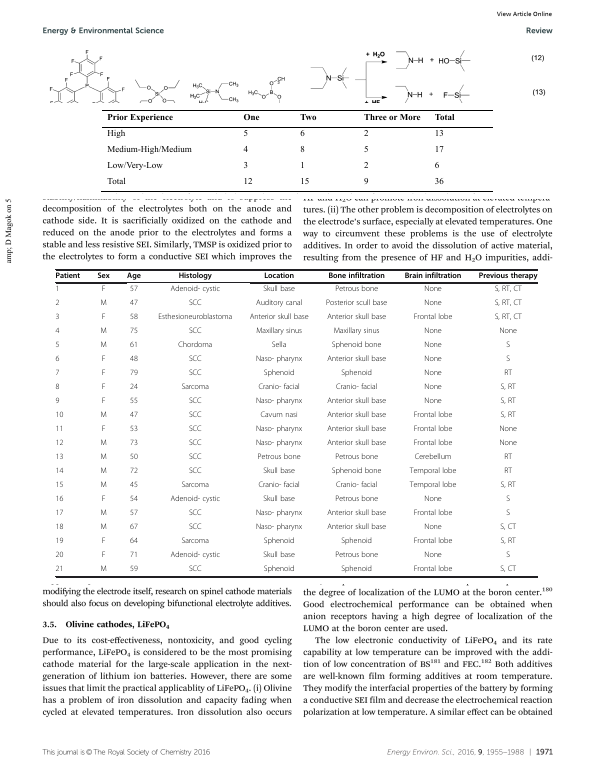 View Article Online
Energy & Environmental Science
Review
F
+ H₂O
N—H + HO—Si—
(12)
N—Si—
N—H + F—Si—
(13)
Prior Experience One Two Three or More Total
High 5 6 2 13
Medium-High/Medium 4 8 5 17
Low/Very-Low 3 1 2 6
Total 12 15 9 36
amp; D Magok on 5
decomposition of the electrolytes both on the anode and
cathode side. It is sacrificially oxidized on the cathode and
reduced on the anode prior to the electrolytes and forms a
stable and less resistive SEI. Similarly, TMSP is oxidized prior to
the electrolytes to form a conductive SEI which improves the
HF and H₂O can promote iron dissolution at elevated tempera-
tures. (ii) The other problem is decomposition of electrolytes on
the electrode's surface, especially at elevated temperatures. One
way to circumvent these problems is the use of electrolyte
additives. In order to avoid the dissolution of active material,
resulting from the presence of HF and H₂O impurities, addi-
Patient Sex Age Histology Location Bone infiltration Brain infiltration Previous therapy
1 F 57 Adenoid- cystic Skull base Petrous bone None S, RT, CT
2 M 47 SCC Auditory canal Posterior scull base None S, RT, CT
3 F 58 Esthesioneuroblastoma Anterior skull base Anterior skull base Frontal lobe S, RT, CT
4 M 75 SCC Maxillary sinus Maxillary sinus None None
5 M 61 Chordoma Sella Sphenoid bone None S
6 F 48 SCC Naso- pharynx Anterior skull base None S
7 F 79 SCC Sphenoid Sphenoid None RT
8 F 24 Sarcoma Cranio- facial Cranio- facial None S, RT
9 F 55 SCC Naso- pharynx Anterior skull base None S, RT
10 M 47 SCC Cavum nasi Anterior skull base Frontal lobe S, RT
11 F 53 SCC Naso- pharynx Anterior skull base Frontal lobe None
12 M 73 SCC Naso- pharynx Anterior skull base Frontal lobe None
13 M 50 SCC Petrous bone Petrous bone Cerebellum RT
14 M 72 SCC Skull base Sphenoid bone Temporal lobe RT
15 M 45 Sarcoma Cranio- facial Cranio- facial Temporal lobe S, RT
16 F 54 Adenoid- cystic Skull base Petrous bone None S
17 M 57 SCC Naso- pharynx Anterior skull base Frontal lobe S
18 M 67 SCC Naso- pharynx Anterior skull base None S, CT
19 F 64 Sarcoma Sphenoid Sphenoid Frontal lobe S, RT
20 F 71 Adenoid- cystic Skull base Petrous bone None S
21 M 59 SCC Sphenoid Sphenoid Frontal lobe S, CT
modifying the electrode itself, research on spinel cathode materials
should also focus on developing bifunctional electrolyte additives.
3.5. Olivine cathodes, LiFePO₄
Due to its cost-effectiveness, nontoxicity, and good cycling
performance, LiFePO₄ is considered to be the most promising
cathode material for the large-scale application in the next-
generation of lithium ion batteries. However, there are some
issues that limit the practical applicablity of LiFePO₄. (i) Olivine
has a problem of iron dissolution and capacity fading when
cycled at elevated temperatures. Iron dissolution also occurs
the degree of localization of the LUMO at the boron center.¹⁸⁰
Good electrochemical performance can be obtained when
anion receptors having a high degree of localization of the
LUMO at the boron center are used.
The low electronic conductivity of LiFePO₄ and its rate
capability at low temperature can be improved with the addi-
tion of low concentration of BS¹⁸¹ and FEC.¹⁸² Both additives
are well-known film forming additives at room temperature.
They modify the interfacial properties of the battery by forming
a conductive SEI film and decrease the electrochemical reaction
polarization at low temperature. A similar effect can be obtained
This journal is © The Royal Society of Chemistry 2016
Energy Environ. Sci., 2016, 9, 1955–1988 | 1971